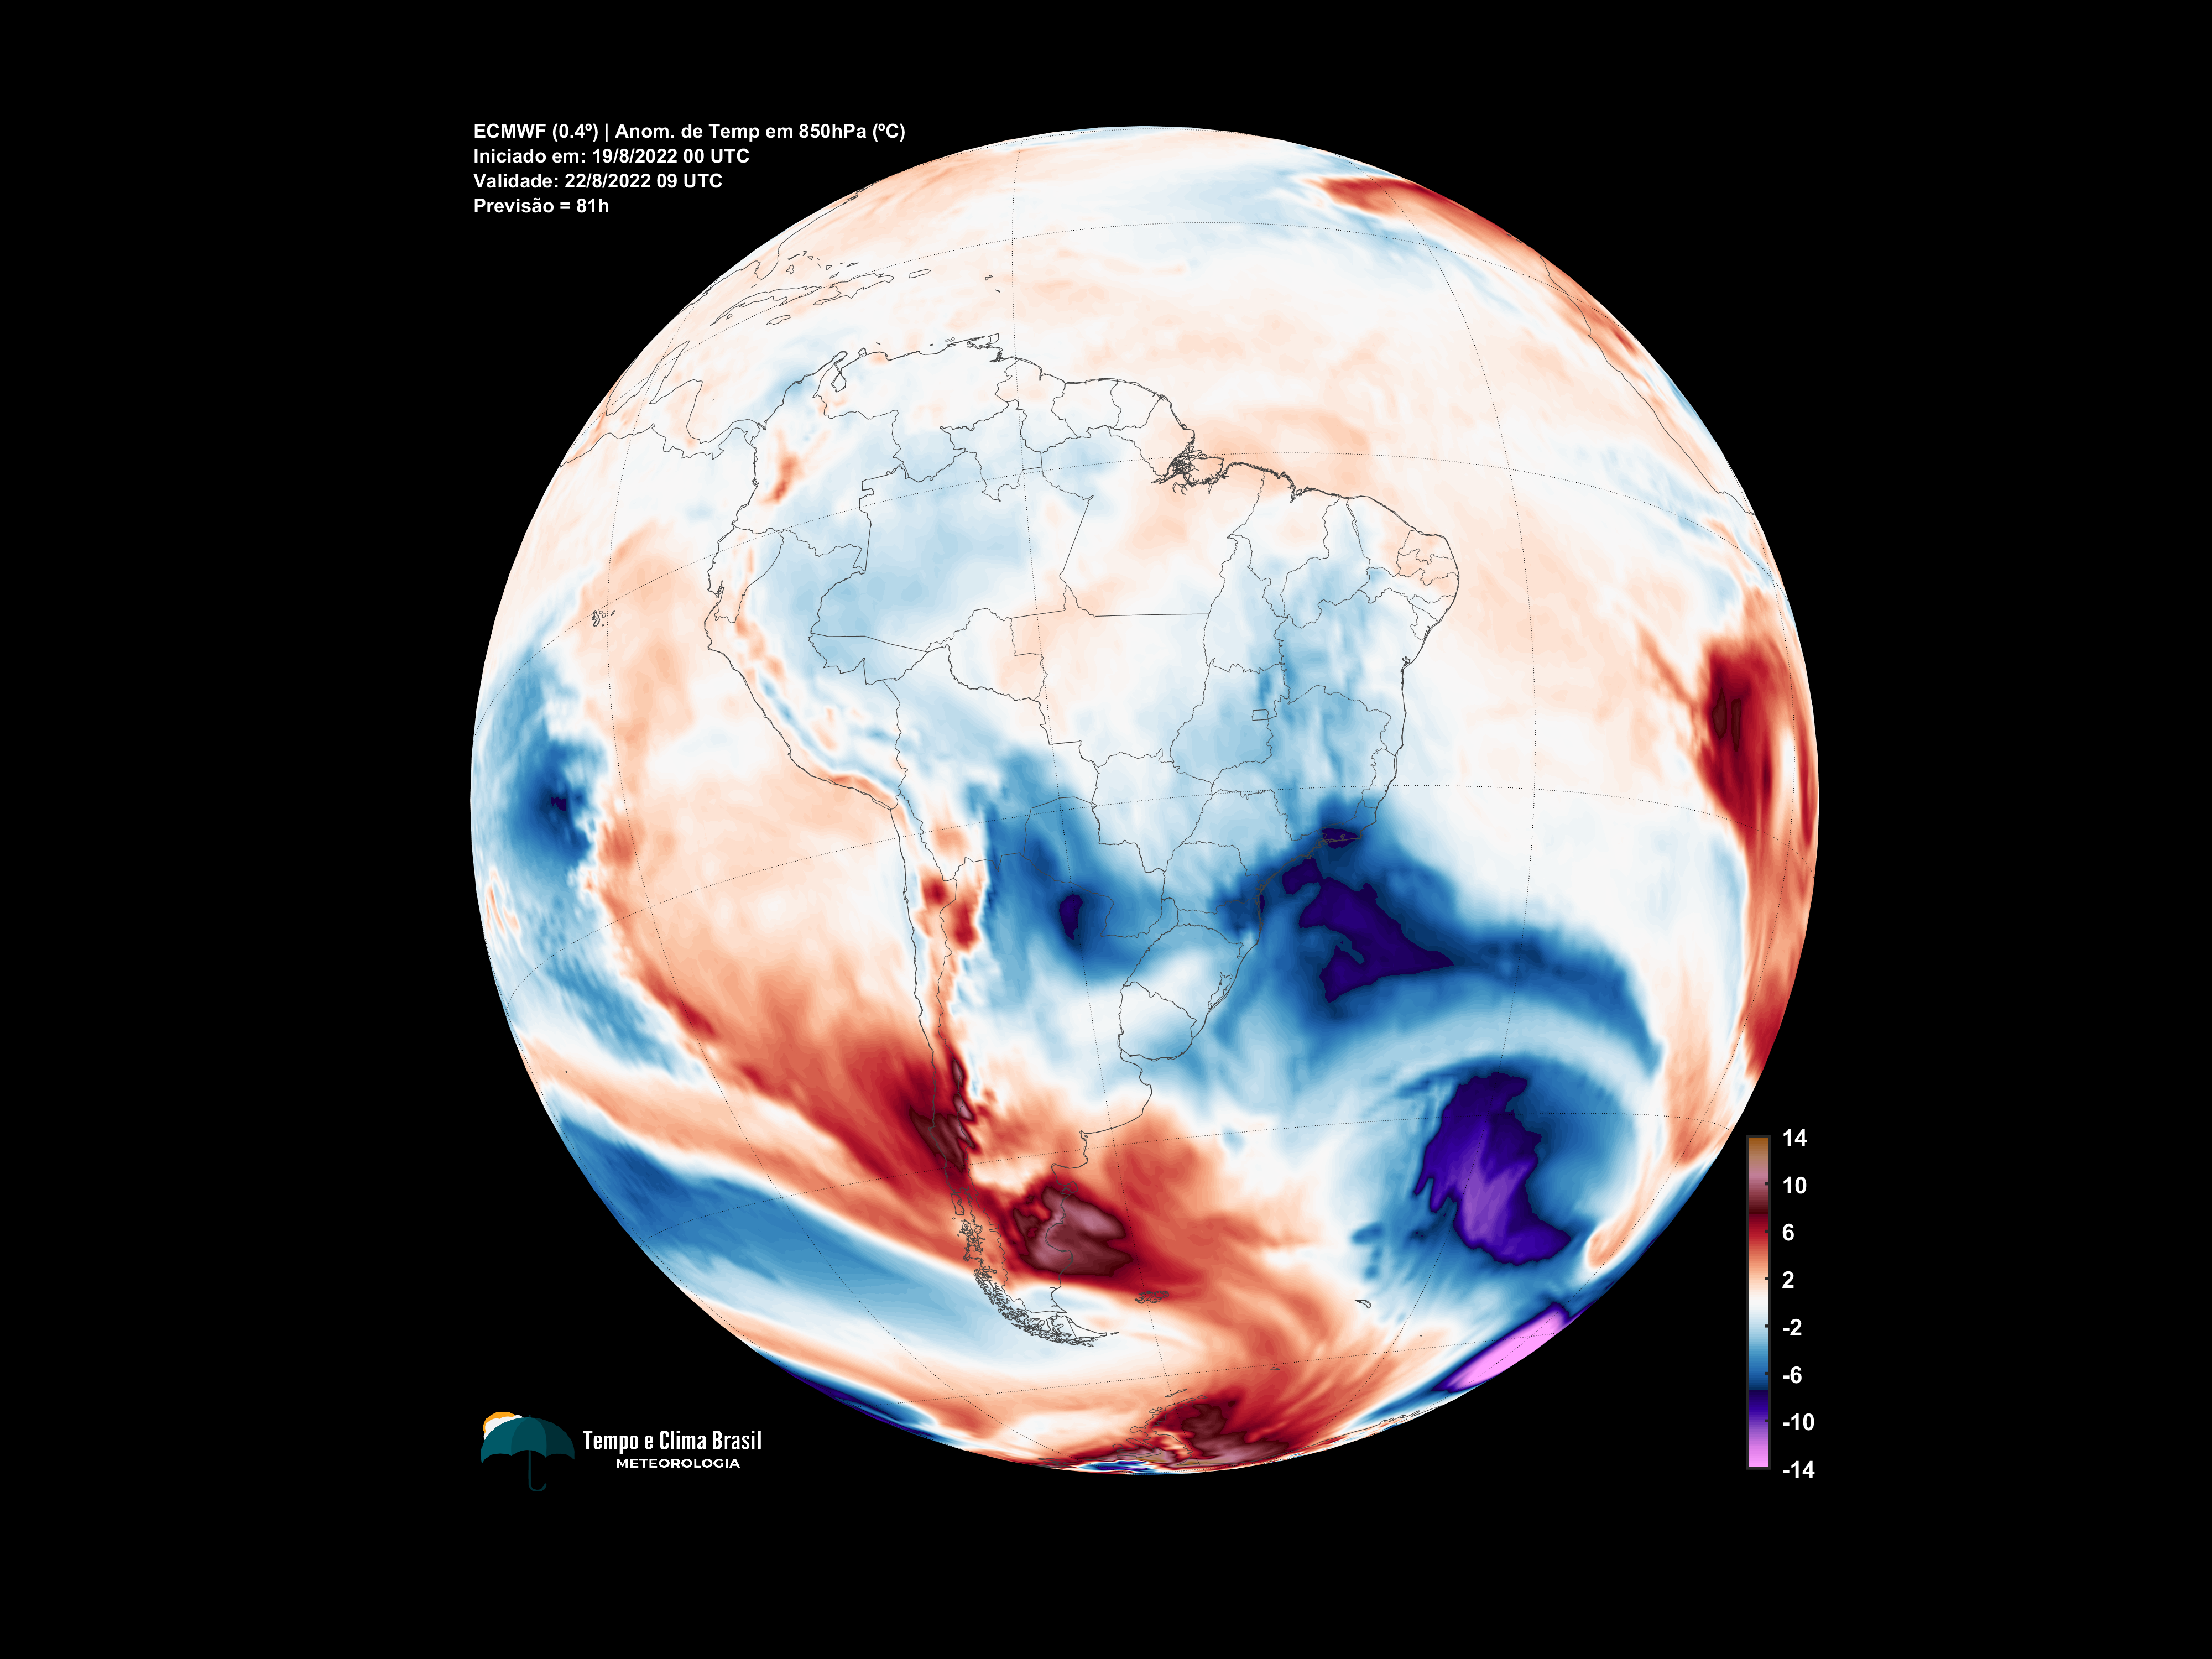 ECMWF (0.4º) | Anom. de Temp em 850hPa (ºC)
Iniciado em: 19/8/2022 00 UTC
Validade: 22/8/2022 09 UTC
Previsão = 81h
14
10
6
2
-2
-6
-10
-14
Tempo e Clima Brasil
METEOROLOGIA